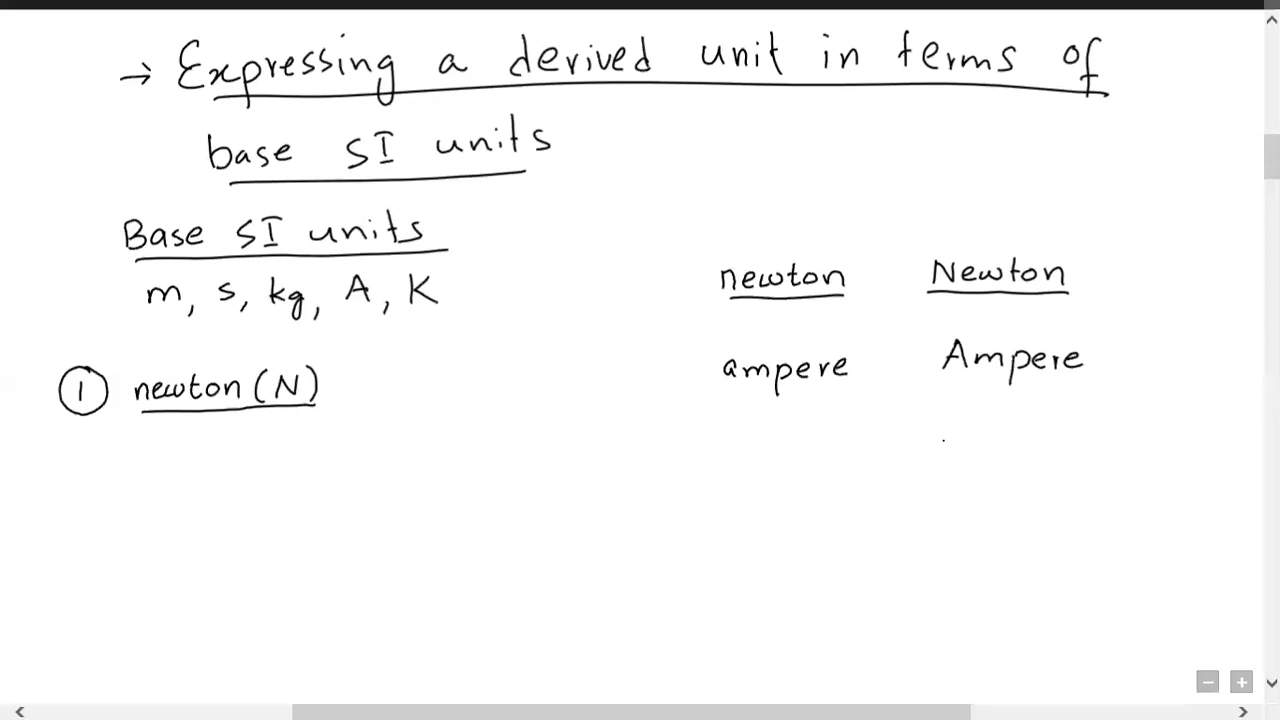 → Expressing a derived unit in terms of
base SI units
Base SI units
m, s, kg, A, K
newton Newton
ampere Ampere
① newton (N)